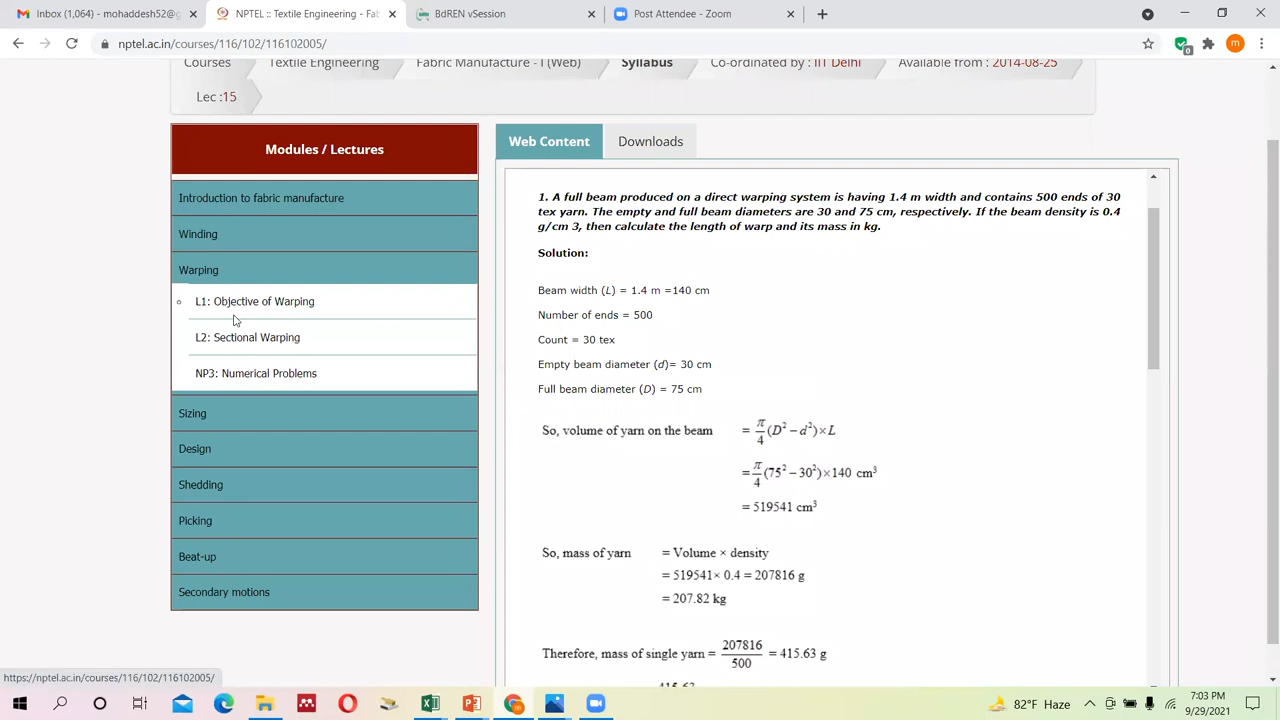 Inbox (1,064) - mohaddesh52@g
NPTEL :: Textile Engineering - Fab
BdREN vSession
Post Attendee - Zoom
nptel.ac.in/courses/116/102/116102005/
0
m
Courses
Textile Engineering
Fabric Manufacture - I (Web)
Syllabus
Co-ordinated by : IIT Delhi
Available from : 2014-08-25
Lec :15
Modules / Lectures
Introduction to fabric manufacture
Winding
Warping
L1: Objective of Warping
L2: Sectional Warping
NP3: Numerical Problems
Sizing
Design
Shedding
Picking
Beat-up
Secondary motions
Web Content
Downloads
1. A full beam produced on a direct warping system is having 1.4 m width and contains 500 ends of 30
tex yarn. The empty and full beam diameters are 30 and 75 cm, respectively. If the beam density is 0.4
g/cm 3, then calculate the length of warp and its mass in kg.
Solution:
Beam width (L) = 1.4 m =140 cm
Number of ends = 500
Count = 30 tex
Empty beam diameter (d)= 30 cm
Full beam diameter (D) = 75 cm
So, volume of yarn on the beam = π/4 (D² − d²) × L
= π/4 (75² − 30²) × 140 cm³
= 519541 cm³
So, mass of yarn = Volume × density
= 519541× 0.4 = 207816 g
= 207.82 kg
Therefore, mass of single yarn = 207816/500 = 415.63 g
https://nptel.ac.in/courses/116/102/116102005/
82°F Haze
7:03 PM
9/29/2021